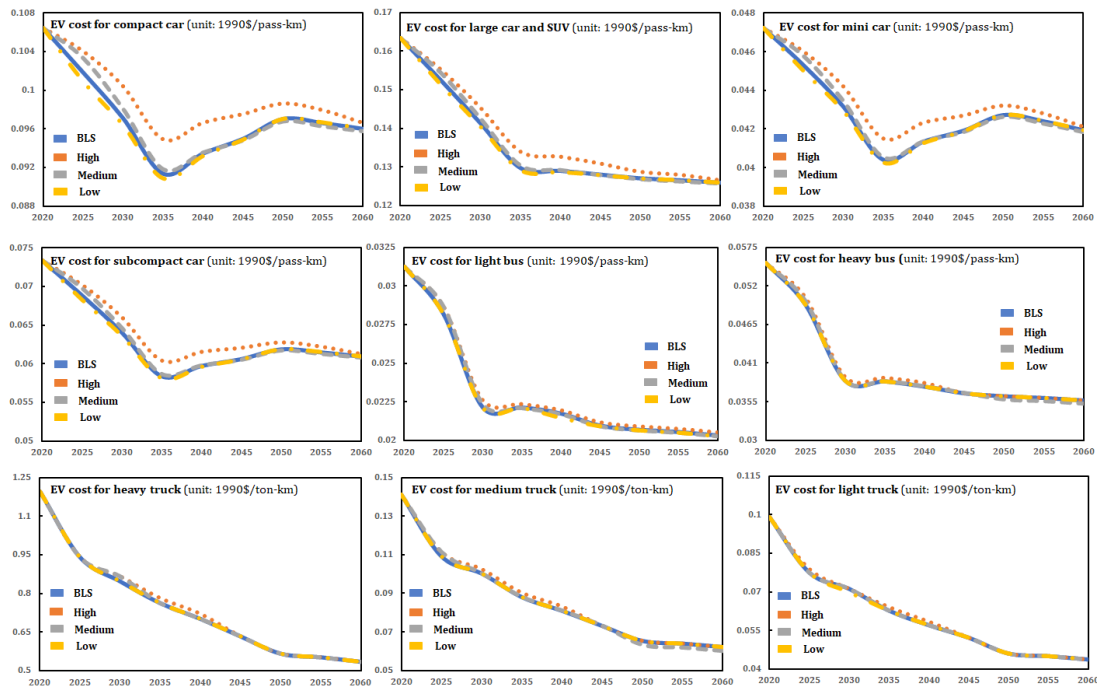 EV cost for compact car (unit: 1990$/pass-km)
0.108
0.104
0.1
0.096
0.092
0.088
BLS
High
Medium
Low
2020 2025 2030 2035 2040 2045 2050 2055 2060
EV cost for large car and SUV (unit: 1990$/pass-km)
0.17
0.16
0.15
0.14
0.13
0.12
BLS
High
Medium
Low
2020 2025 2030 2035 2040 2045 2050 2055 2060
EV cost for mini car (unit: 1990$/pass-km)
0.048
0.046
0.044
0.042
0.04
0.038
BLS
High
Medium
Low
2020 2025 2030 2035 2040 2045 2050 2055 2060
EV cost for subcompact car (unit: 1990$/pass-km)
0.075
0.07
0.065
0.06
0.055
0.05
BLS
High
Medium
Low
2020 2025 2030 2035 2040 2045 2050 2055 2060
EV cost for light bus (unit: 1990$/pass-km)
0.0325
0.03
0.0275
0.025
0.0225
0.02
BLS
High
Medium
Low
2020 2025 2030 2035 2040 2045 2050 2055 2060
EV cost for heavy bus (unit: 1990$/pass-km)
0.0575
0.052
0.0465
0.041
0.0355
0.03
BLS
High
Medium
Low
2020 2025 2030 2035 2040 2045 2050 2055 2060
EV cost for heavy truck (unit: 1990$/ton-km)
1.25
1.1
0.95
0.8
0.65
0.5
BLS
High
Medium
Low
2020 2025 2030 2035 2040 2045 2050 2055 2060
EV cost for medium truck (unit: 1990$/ton-km)
0.15
0.13
0.11
0.09
0.07
0.05
BLS
High
Medium
Low
2020 2025 2030 2035 2040 2045 2050 2055 2060
EV cost for light truck (unit: 1990$/ton-km)
0.115
0.1
0.085
0.07
0.055
0.04
BLS
High
Medium
Low
2020 2025 2030 2035 2040 2045 2050 2055 2060